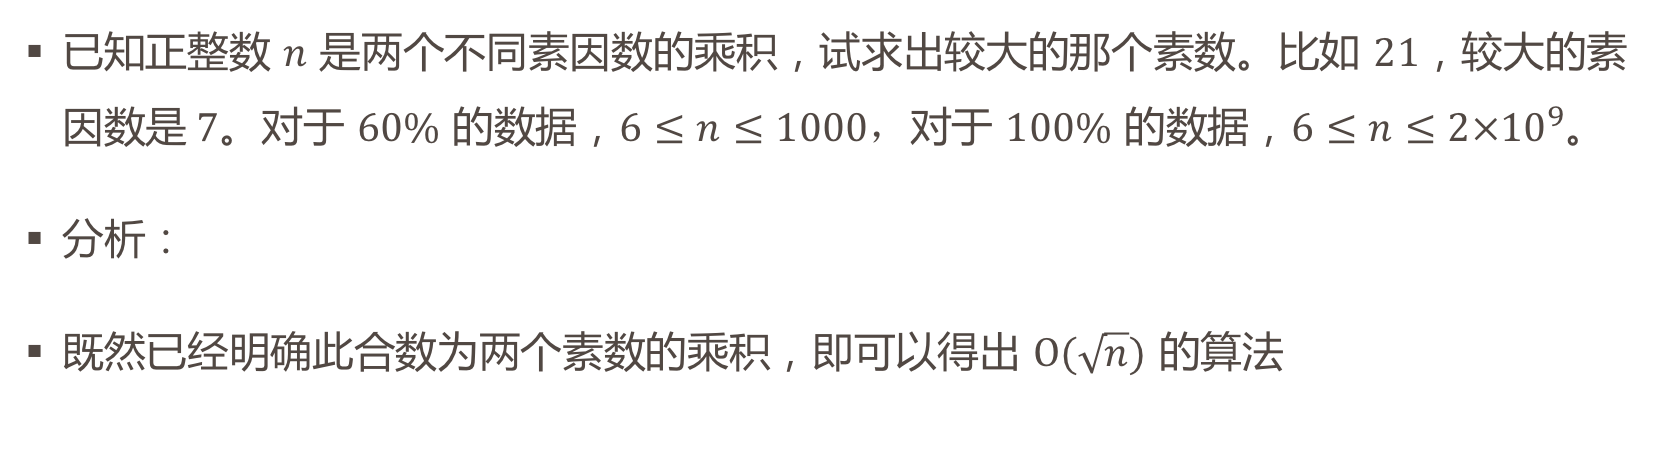 ▪ 已知正整数 n 是两个不同素因数的乘积，试求出较大的那个素数。比如 21，较大的素
因数是 7。对于 60% 的数据，6 ≤ n ≤ 1000，对于 100% 的数据，6 ≤ n ≤ 2×10⁹。
▪ 分析：
▪ 既然已经明确此合数为两个素数的乘积，即可以得出 O(√n) 的算法